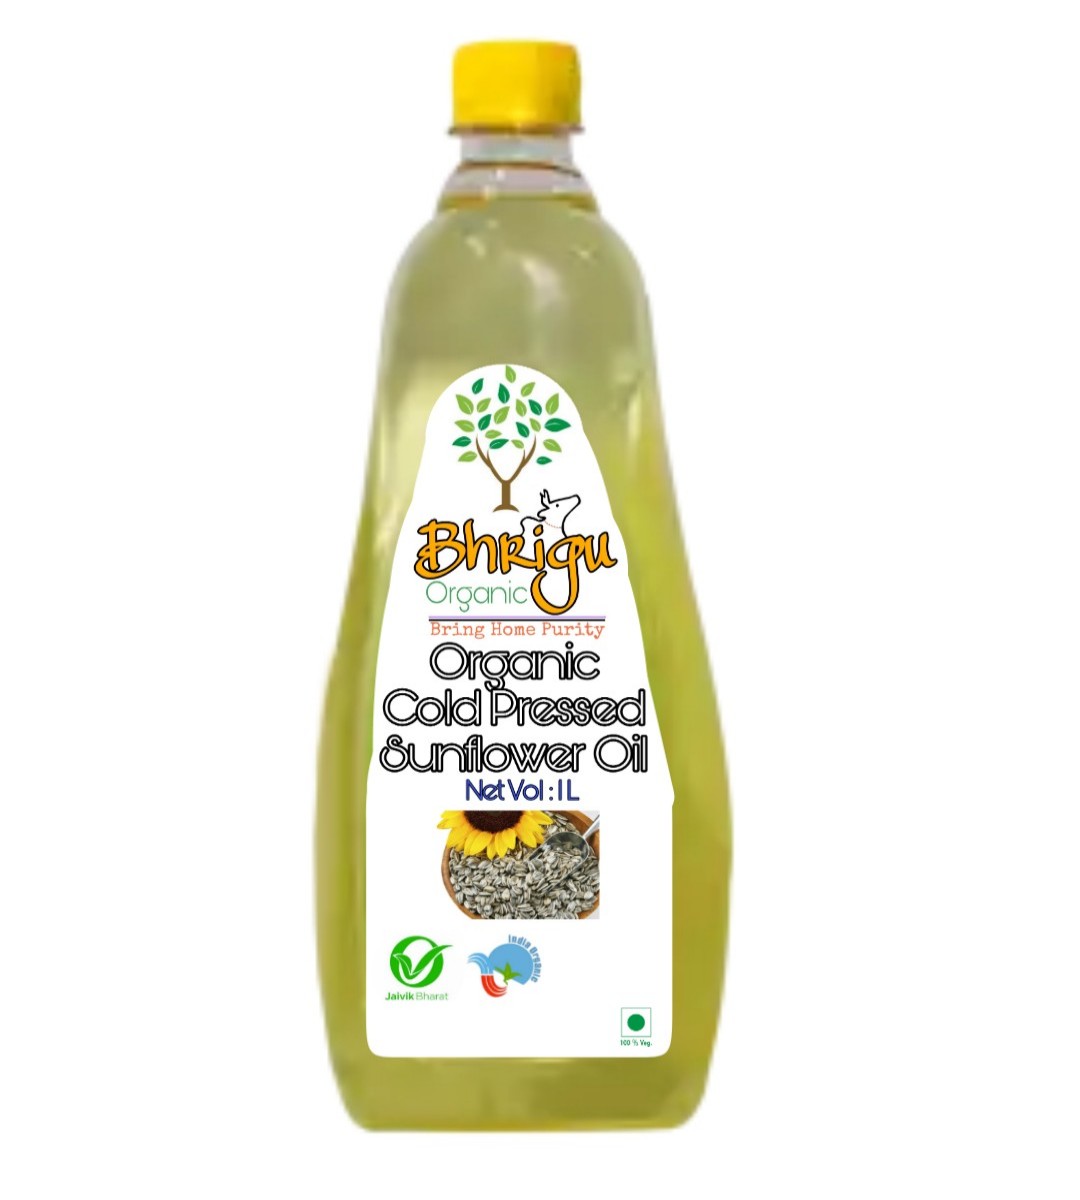 Bhrigu
Organic
Bring Home Purity
Organic
Cold Pressed
Sunflower Oil
Net Vol : 1 L
Jaivik Bharat
India Organic
100 % Veg.